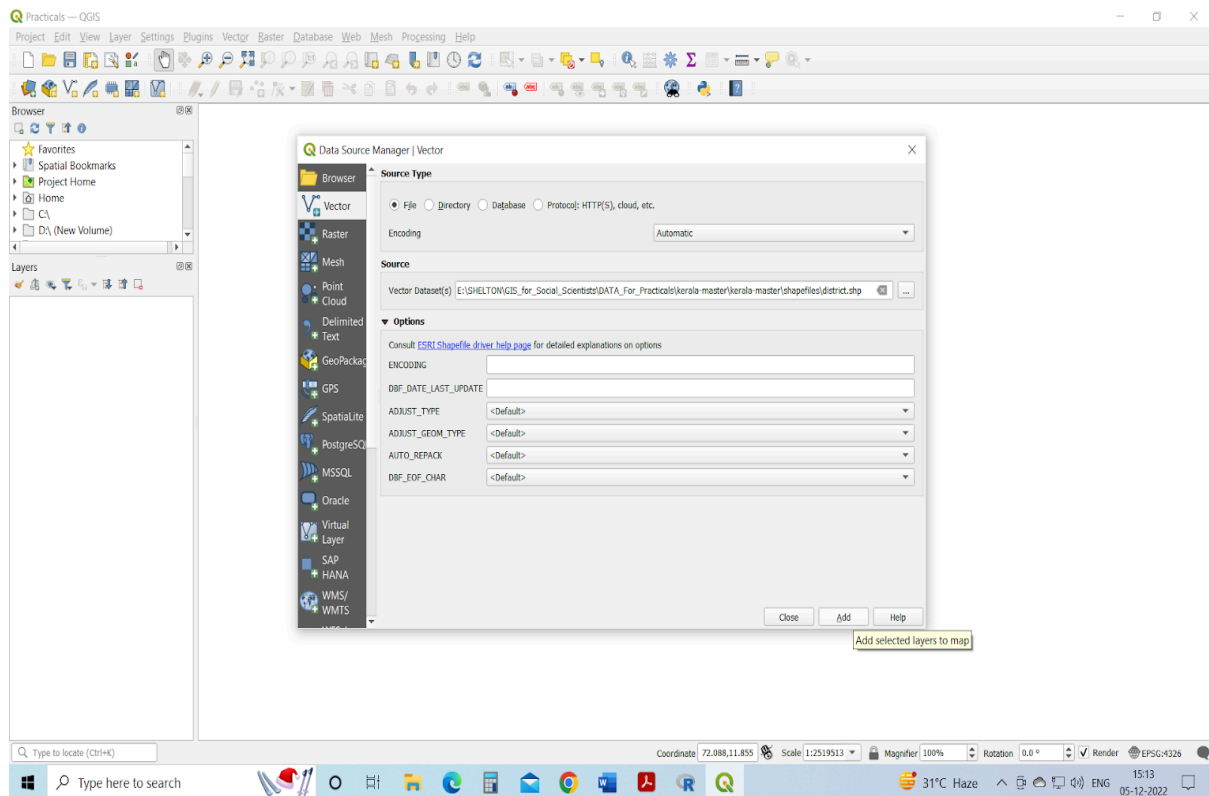 Practicals — QGIS
Project Edit View Layer Settings Plugins Vector Raster Database Web Mesh Processing Help
Browser
Favorites
Spatial Bookmarks
Project Home
Home
C:\
D:\ (New Volume)
Layers
Data Source Manager | Vector
Browser
Vector
Raster
Mesh
Point
Cloud
Delimited
Text
GeoPackag
GPS
SpatiaLite
PostgreSQ
MSSQL
Oracle
Virtual
Layer
SAP
HANA
WMS/
WMTS
Source Type
File Directory Database Protocol: HTTP(S), cloud, etc.
Encoding Automatic
Source
Vector Dataset(s) E:\SHELTON\GIS_for_Social_Scientists\DATA_For_Practicals\kerala-master\kerala-master\shapefiles\district.shp ...
Options
Consult ESRI Shapefile driver help page for detailed explanations on options
ENCODING
DBF_DATE_LAST_UPDATE
ADJUST_TYPE <Default>
ADJUST_GEOM_TYPE <Default>
AUTO_REPACK <Default>
DBF_EOF_CHAR <Default>
Close Add Help
Add selected layers to map
Type to locate (Ctrl+K) Coordinate 72.088,11.855 Scale 1:2519513 Magnifier 100% Rotation 0.0 ° Render EPSG:4326
Type here to search 31°C Haze ENG 15:13
05-12-2022